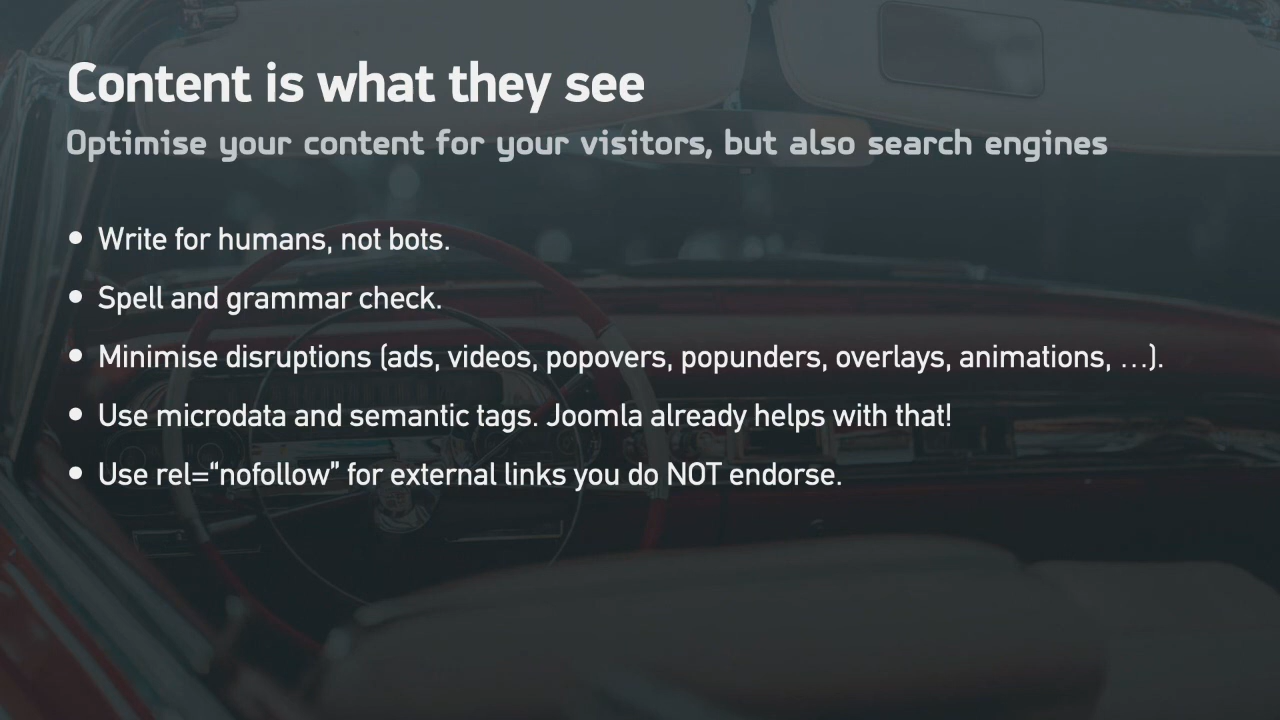 Content is what they see
Optimise your content for your visitors, but also search engines
• Write for humans, not bots.
• Spell and grammar check.
• Minimise disruptions (ads, videos, popovers, popunders, overlays, animations, …).
• Use microdata and semantic tags. Joomla already helps with that!
• Use rel=“nofollow” for external links you do NOT endorse.